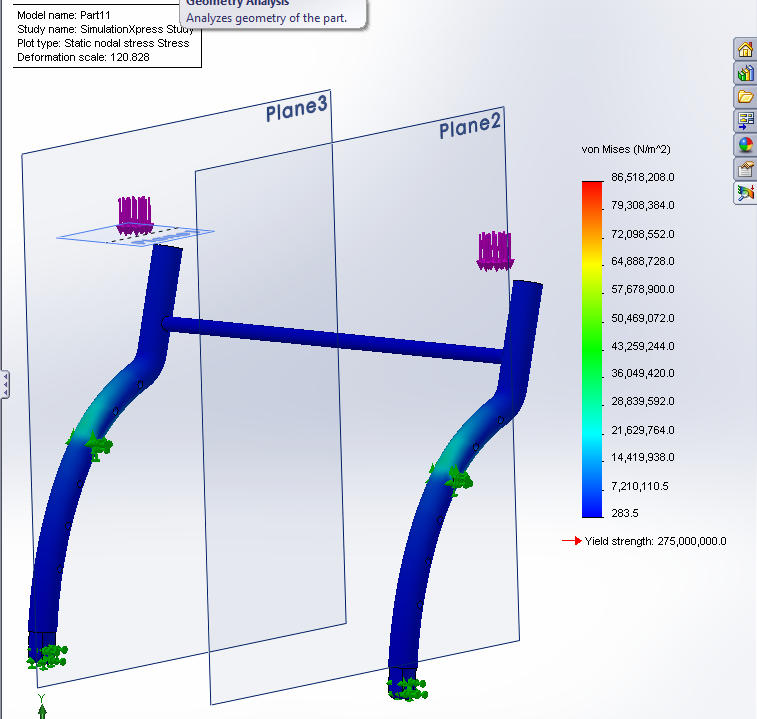 Geometry Analysis
Analyzes geometry of the part.
Model name: Part11
Study name: SimulationXpress Study
Plot type: Static nodal stress Stress
Deformation scale: 120.828
Plane3
Plane2
von Mises (N/m^2)
86,518,208.0
79,308,384.0
72,098,552.0
64,888,728.0
57,678,900.0
50,469,072.0
43,259,244.0
36,049,420.0
28,839,592.0
21,629,764.0
14,419,938.0
7,210,110.5
283.5
Yield strength: 275,000,000.0
Y